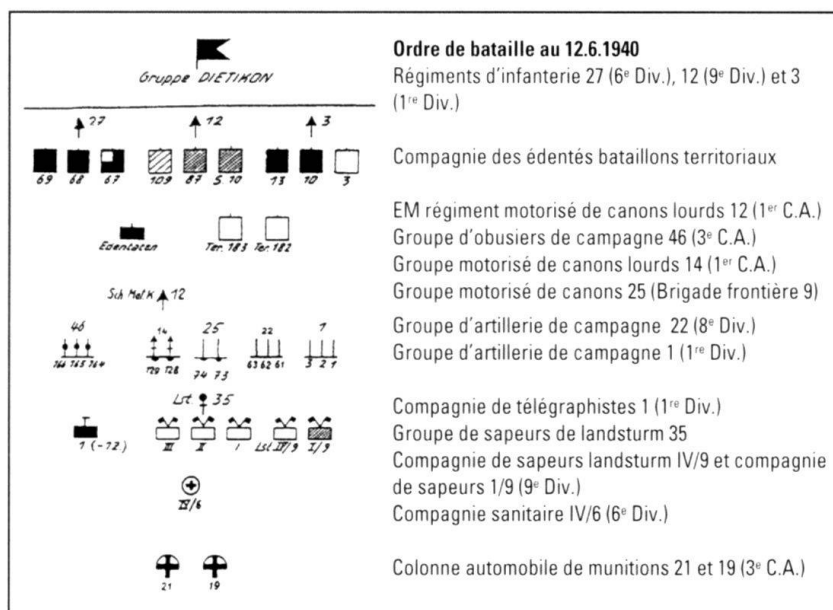 Gruppe DIETIKON
27 12 3
69 68 67 109 87 S.10 13 10 3
Edentaten Ter. 183 Ter. 182
Sch Mot.K 12
46 14 25 22 1
166 165 164 129 128 74 73 63 62 61 3 2 1
Lst. 35
1 (-1Z.) III II I Lst IV/9 I/9
IV/6
21 19
Ordre de bataille au 12.6.1940
Régiments d'infanterie 27 (6e Div.), 12 (9e Div.) et 3
(1re Div.)
Compagnie des édentés bataillons territoriaux
EM régiment motorisé de canons lourds 12 (1er C.A.)
Groupe d'obusiers de campagne 46 (3e C.A.)
Groupe motorisé de canons lourds 14 (1er C.A.)
Groupe motorisé de canons 25 (Brigade frontière 9)
Groupe d'artillerie de campagne 22 (8e Div.)
Groupe d'artillerie de campagne 1 (1re Div.)
Compagnie de télégraphistes 1 (1re Div.)
Groupe de sapeurs de landsturm 35
Compagnie de sapeurs landsturm IV/9 et compagnie
de sapeurs 1/9 (9e Div.)
Compagnie sanitaire IV/6 (6e Div.)
Colonne automobile de munitions 21 et 19 (3e C.A.)